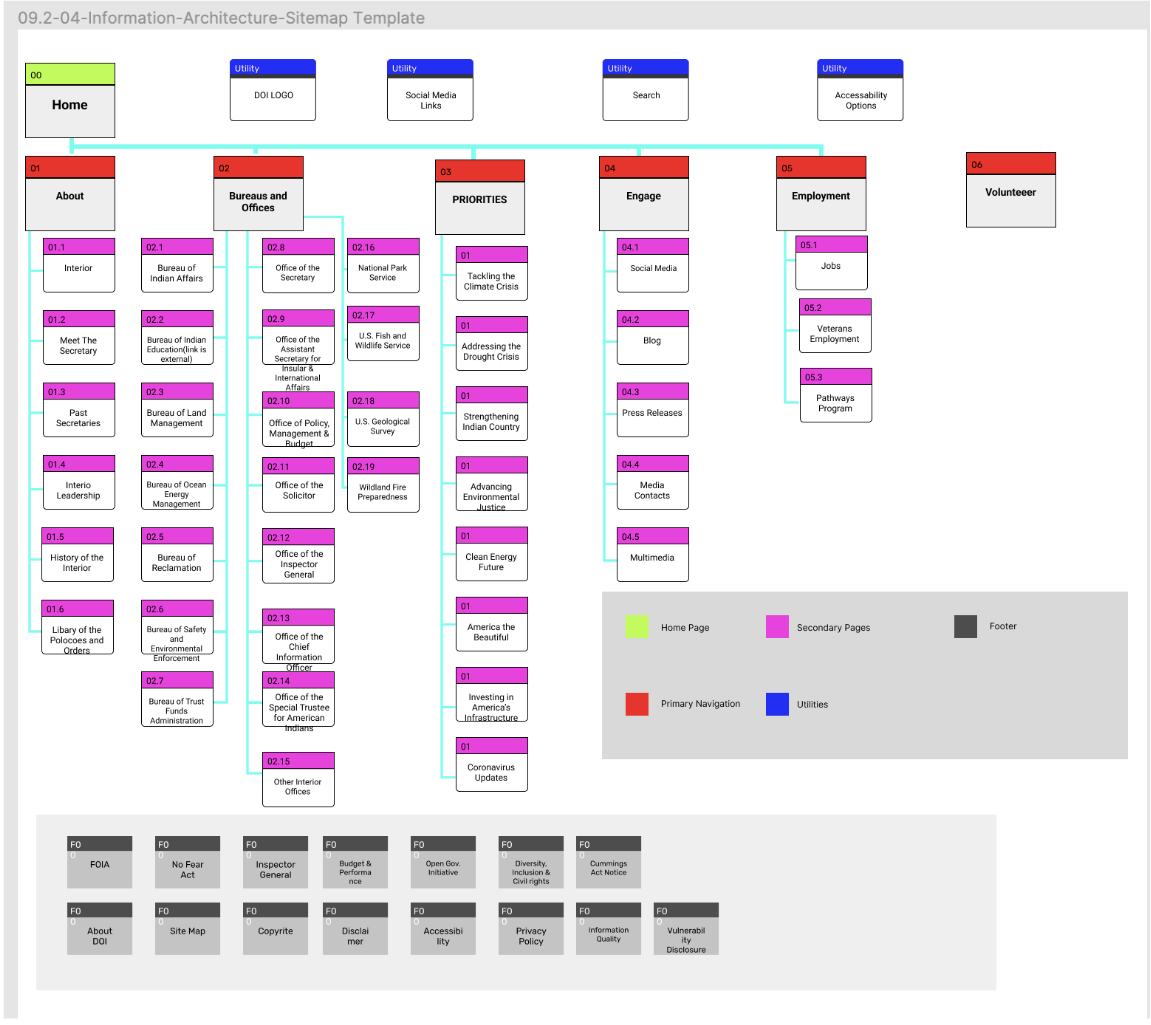 09.2-04-Information-Architecture-Sitemap Template
00
Home
Utility
DOI LOGO
Utility
Social Media
Links
Utility
Search
Utility
Accessability
Options
01
About
02
Bureaus and
Offices
03
PRIORITIES
04
Engage
05
Employment
06
Volunteeer
01.1
Interior
01.2
Meet The
Secretary
01.3
Past
Secretaries
01.4
Interio
Leadership
01.5
History of the
Interior
01.6
Libary of the
Polocoes and
Orders
02.1
Bureau of
Indian Affairs
02.2
Bureau of Indian
Education(link is
external)
02.3
Bureau of Land
Management
02.4
Bureau of Ocean
Energy
Management
02.5
Bureau of
Reclamation
02.6
Bureau of Safety
and
Environmental
Enforcement
02.7
Bureau of Trust
Funds
Administration
02.8
Office of the
Secretary
02.9
Office of the
Assistant
Secretary for
Insular &
International
Affairs
02.10
Office of Policy,
Management &
Budget
02.11
Office of the
Solicitor
02.12
Office of the
Inspector
General
02.13
Office of the
Chief
Information
Officer
02.14
Office of the
Special Trustee
for American
Indians
02.15
Other Interior
Offices
02.16
National Park
Service
02.17
U.S. Fish and
Wildlife Service
02.18
U.S. Geological
Survey
02.19
Wildland Fire
Preparedness
01
Tackling the
Climate Crisis
01
Addressing the
Drought Crisis
01
Strengthening
Indian Country
01
Advancing
Environmental
Justice
01
Clean Energy
Future
01
America the
Beautiful
01
Investing in
America's
Infrastructure
01
Coronavirus
Updates
04.1
Social Media
04.2
Blog
04.3
Press Releases
04.4
Media
Contacts
04.5
Multimedia
05.1
Jobs
05.2
Veterans
Employment
05.3
Pathways
Program
Home Page
Secondary Pages
Footer
Primary Navigation
Utilities
F0
0
FOIA
F0
0
No Fear
Act
F0
0
Inspector
General
F0
0
Budget &
Performa
nce
F0
0
Open Gov.
Initiative
F0
0
Diversity,
Inclusion &
Civil rights
F0
0
Cummings
Act Notice
F0
0
About
DOI
F0
0
Site Map
F0
0
Copyrite
F0
0
Disclai
mer
F0
0
Accessibi
lity
F0
0
Privacy
Policy
F0
0
Information
Quality
F0
0
Vulnerabil
ity
Disclosure